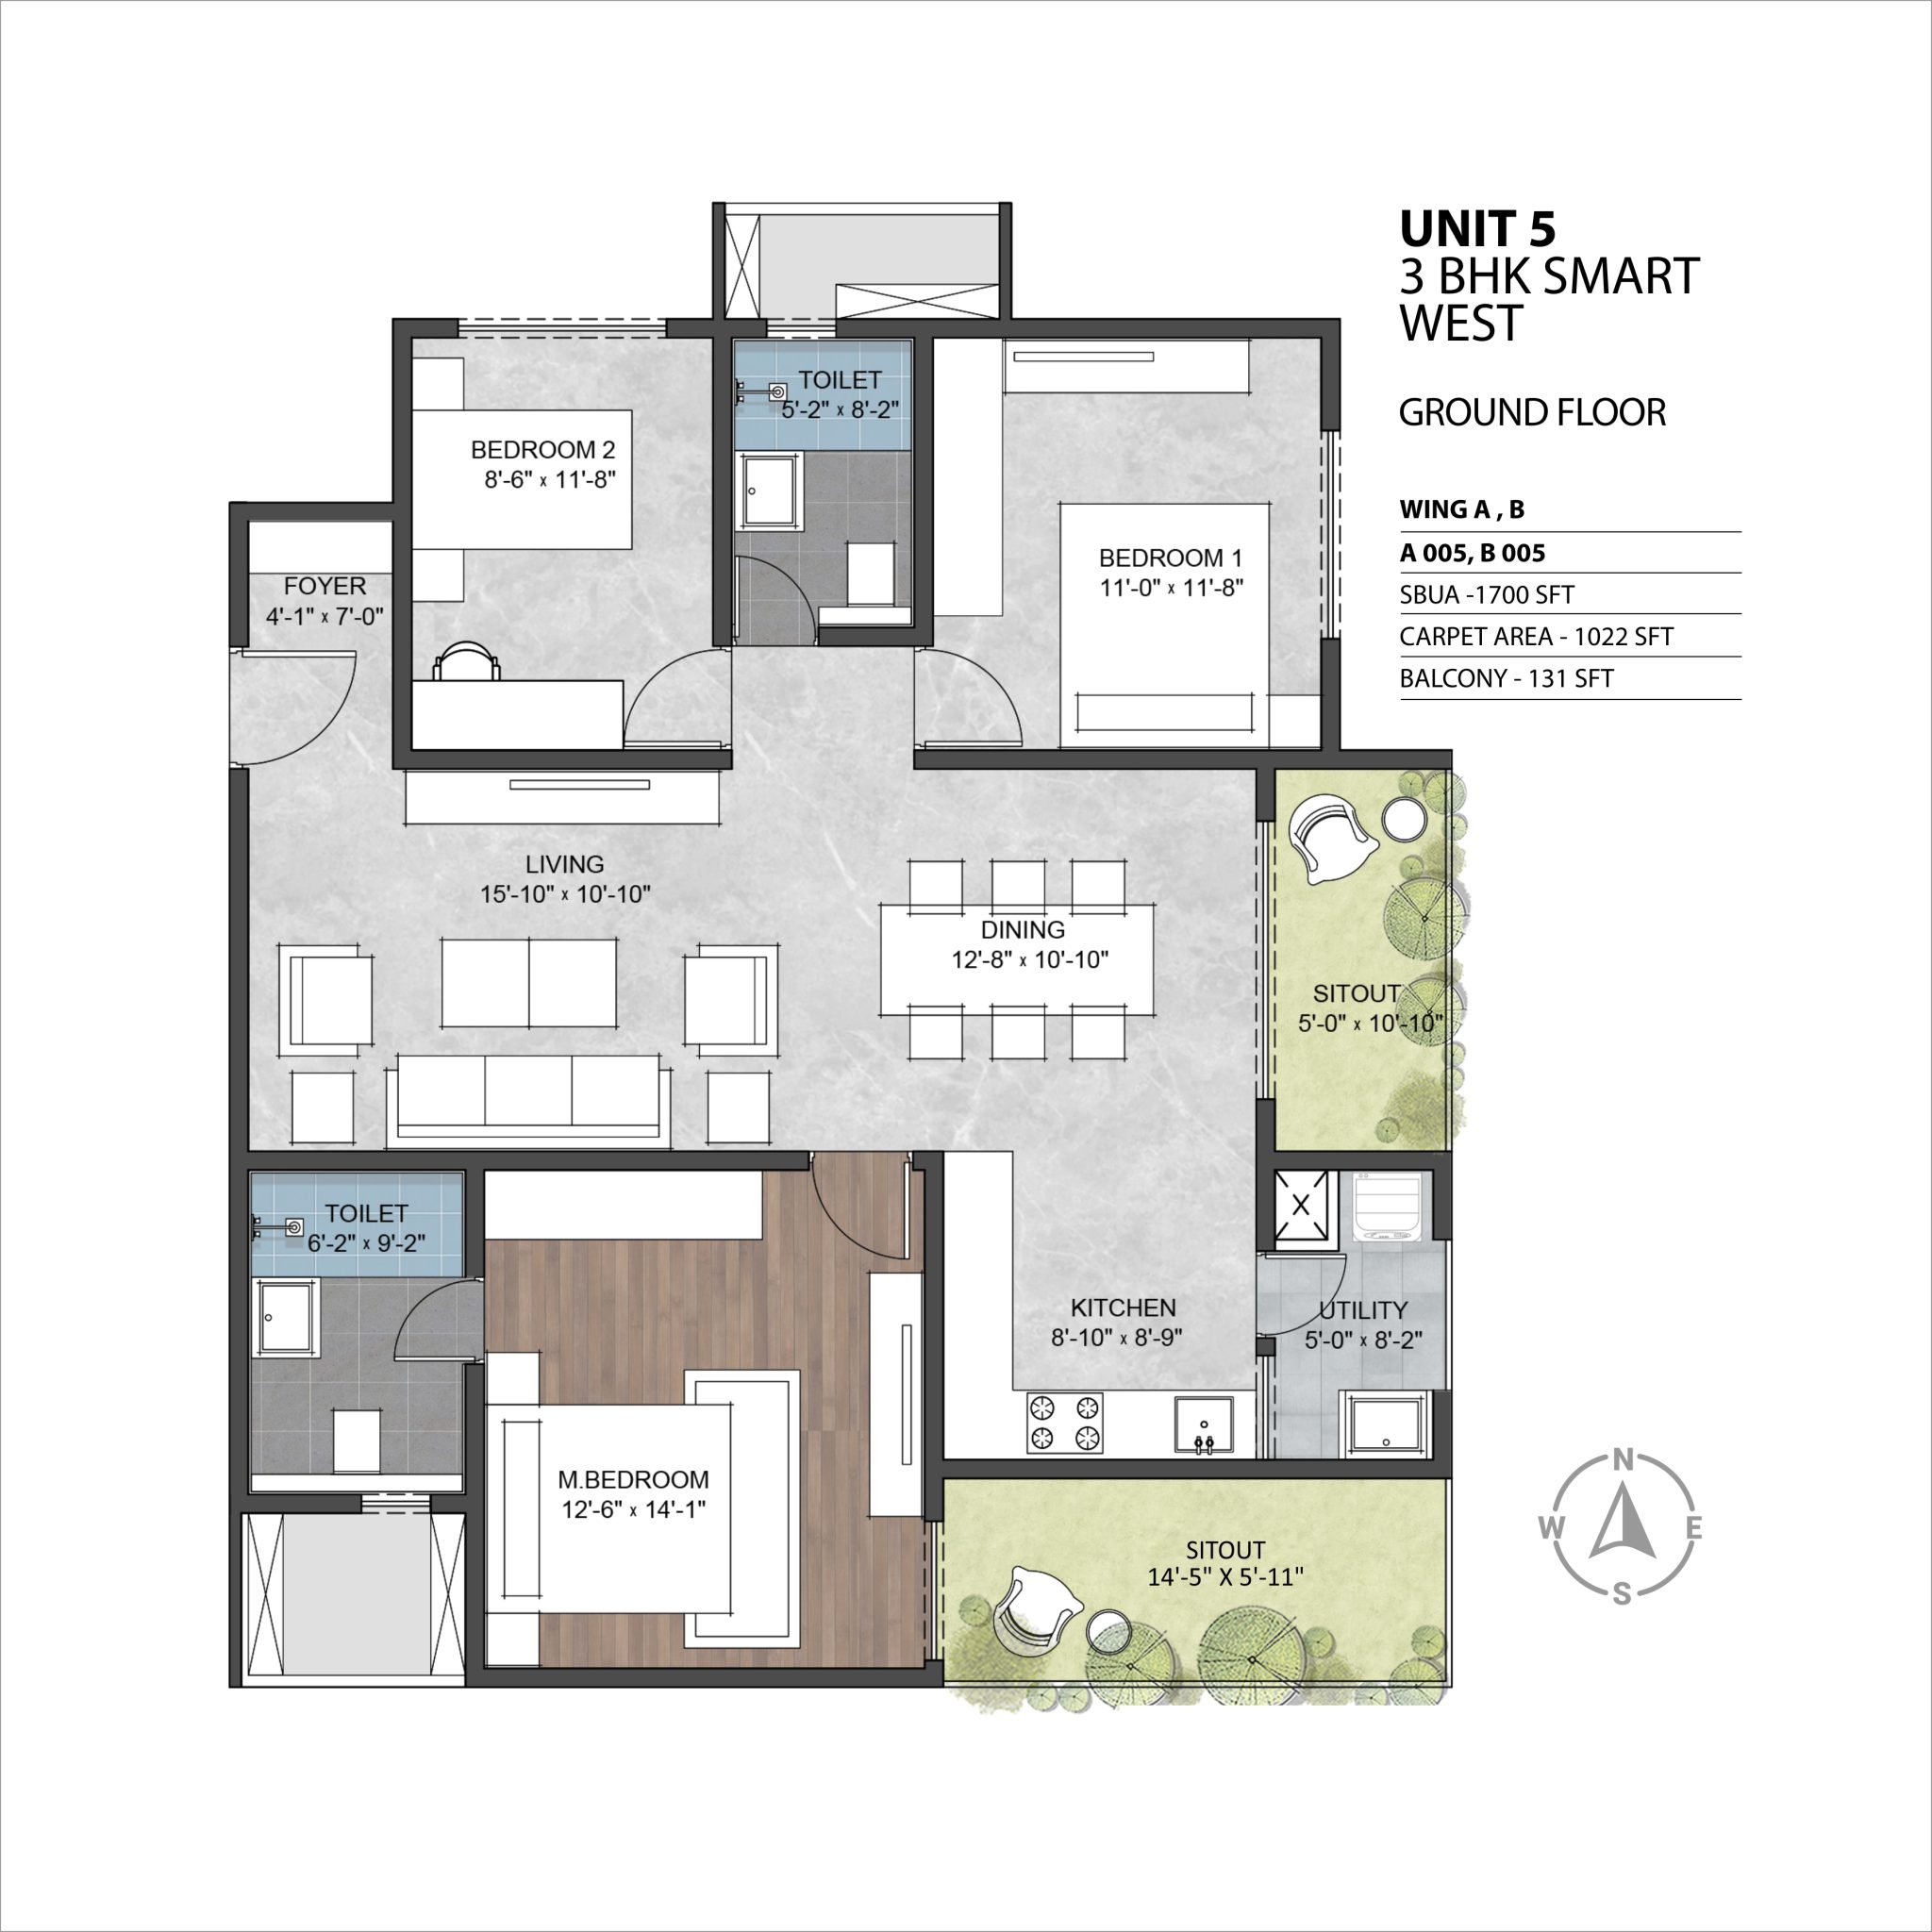 UNIT 5
3 BHK SMART
WEST
GROUND FLOOR
WING A , B
A 005, B 005
SBUA -1700 SFT
CARPET AREA - 1022 SFT
BALCONY - 131 SFT
TOILET
5'-2" x 8'-2"
BEDROOM 2
8'-6" x 11'-8"
BEDROOM 1
11'-0" x 11'-8"
FOYER
4'-1" x 7'-0"
LIVING
15'-10" x 10'-10"
DINING
12'-8" x 10'-10"
SITOUT
5'-0" x 10'-10"
TOILET
6'-2" x 9'-2"
KITCHEN
8'-10" x 8'-9"
UTILITY
5'-0" x 8'-2"
M.BEDROOM
12'-6" x 14'-1"
SITOUT
14'-5" X 5'-11"
N
W E
S